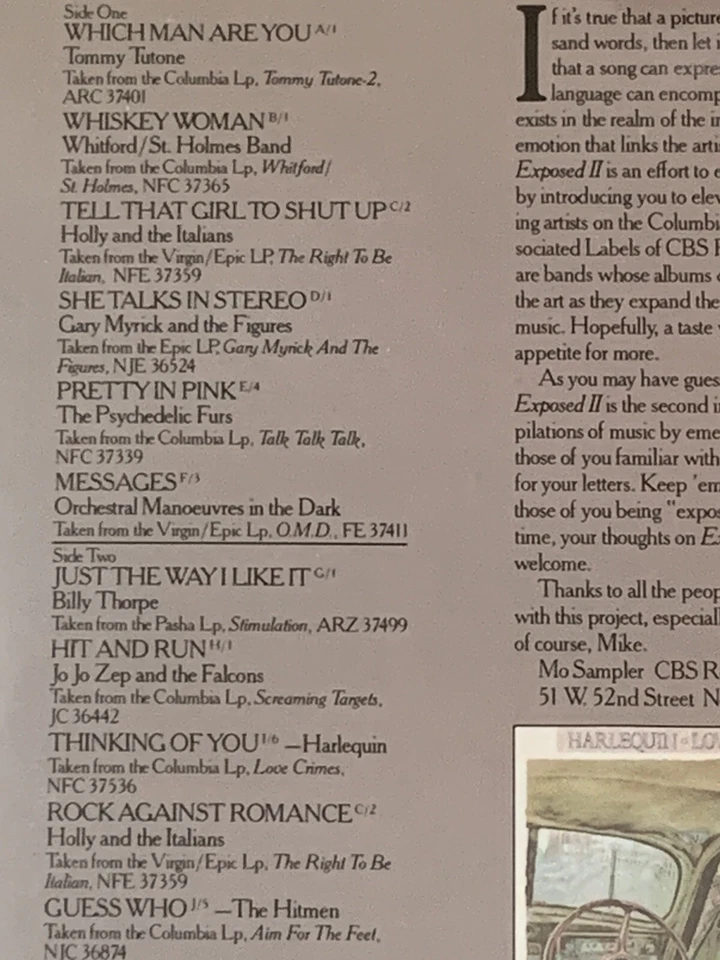 Side One
WHICH MAN ARE YOU A/1
Tommy Tutone
Taken from the Columbia Lp, Tommy Tutone-2,
ARC 37401
WHISKEY WOMAN B/1
Whitford/St. Holmes Band
Taken from the Columbia Lp, Whitford/
St. Holmes, NFC 37365
TELL THAT GIRL TO SHUT UP C/2
Holly and the Italians
Taken from the Virgin/Epic LP, The Right To Be
Italian, NFE 37359
SHE TALKS IN STEREO D/1
Gary Myrick and the Figures
Taken from the Epic LP, Gary Myrick And The
Figures, NJE 36524
PRETTY IN PINK E/4
The Psychedelic Furs
Taken from the Columbia Lp, Talk Talk Talk,
NFC 37339
MESSAGES F/3
Orchestral Manoeuvres in the Dark
Taken from the Virgin/Epic Lp, O.M.D., FE 37411
Side Two
JUST THE WAY I LIKE IT G/1
Billy Thorpe
Taken from the Pasha Lp, Stimulation, ARZ 37499
HIT AND RUN H/1
Jo Jo Zep and the Falcons
Taken from the Columbia Lp, Screaming Targets,
JC 36442
THINKING OF YOU I/6 —Harlequin
Taken from the Columbia Lp, Love Crimes,
NFC 37536
ROCK AGAINST ROMANCE C/2
Holly and the Italians
Taken from the Virgin/Epic Lp, The Right To Be
Italian, NFE 37359
GUESS WHO J/5 —The Hitmen
Taken from the Columbia Lp, Aim For The Feet,
NJC 36874
If it's true that a picture
sand words, then let i
that a song can expre
language can encomp
exists in the realm of the i
emotion that links the arti
Exposed II is an effort to e
by introducing you to elev
ing artists on the Columbi
sociated Labels of CBS
are bands whose albums
the art as they expand the
music. Hopefully, a taste
appetite for more.
As you may have gues
Exposed II is the second i
pilations of music by eme
those of you familiar with
for your letters. Keep 'em
those of you being "expo
time, your thoughts on E
welcome.
Thanks to all the peop
with this project, especial
of course, Mike.
Mo Sampler CBS R
51 W. 52nd Street N
HARLEQUIN LO